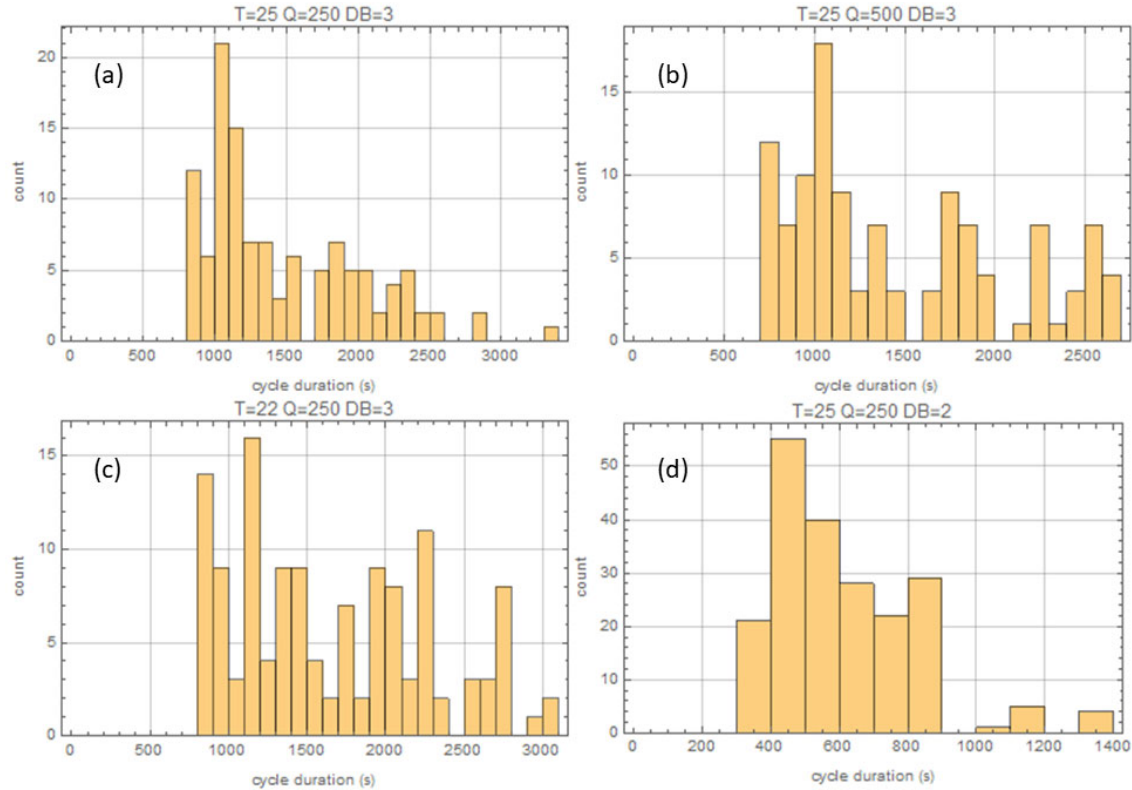 T=25 Q=250 DB=3
(a)
20
15
10
5
0
count
0 500 1000 1500 2000 2500 3000
cycle duration (s)
T=25 Q=500 DB=3
(b)
15
10
5
0
count
0 500 1000 1500 2000 2500
cycle duration (s)
T=22 Q=250 DB=3
(c)
15
10
5
0
count
0 500 1000 1500 2000 2500 3000
cycle duration (s)
T=25 Q=250 DB=2
(d)
50
40
30
20
10
0
count
0 200 400 600 800 1000 1200 1400
cycle duration (s)